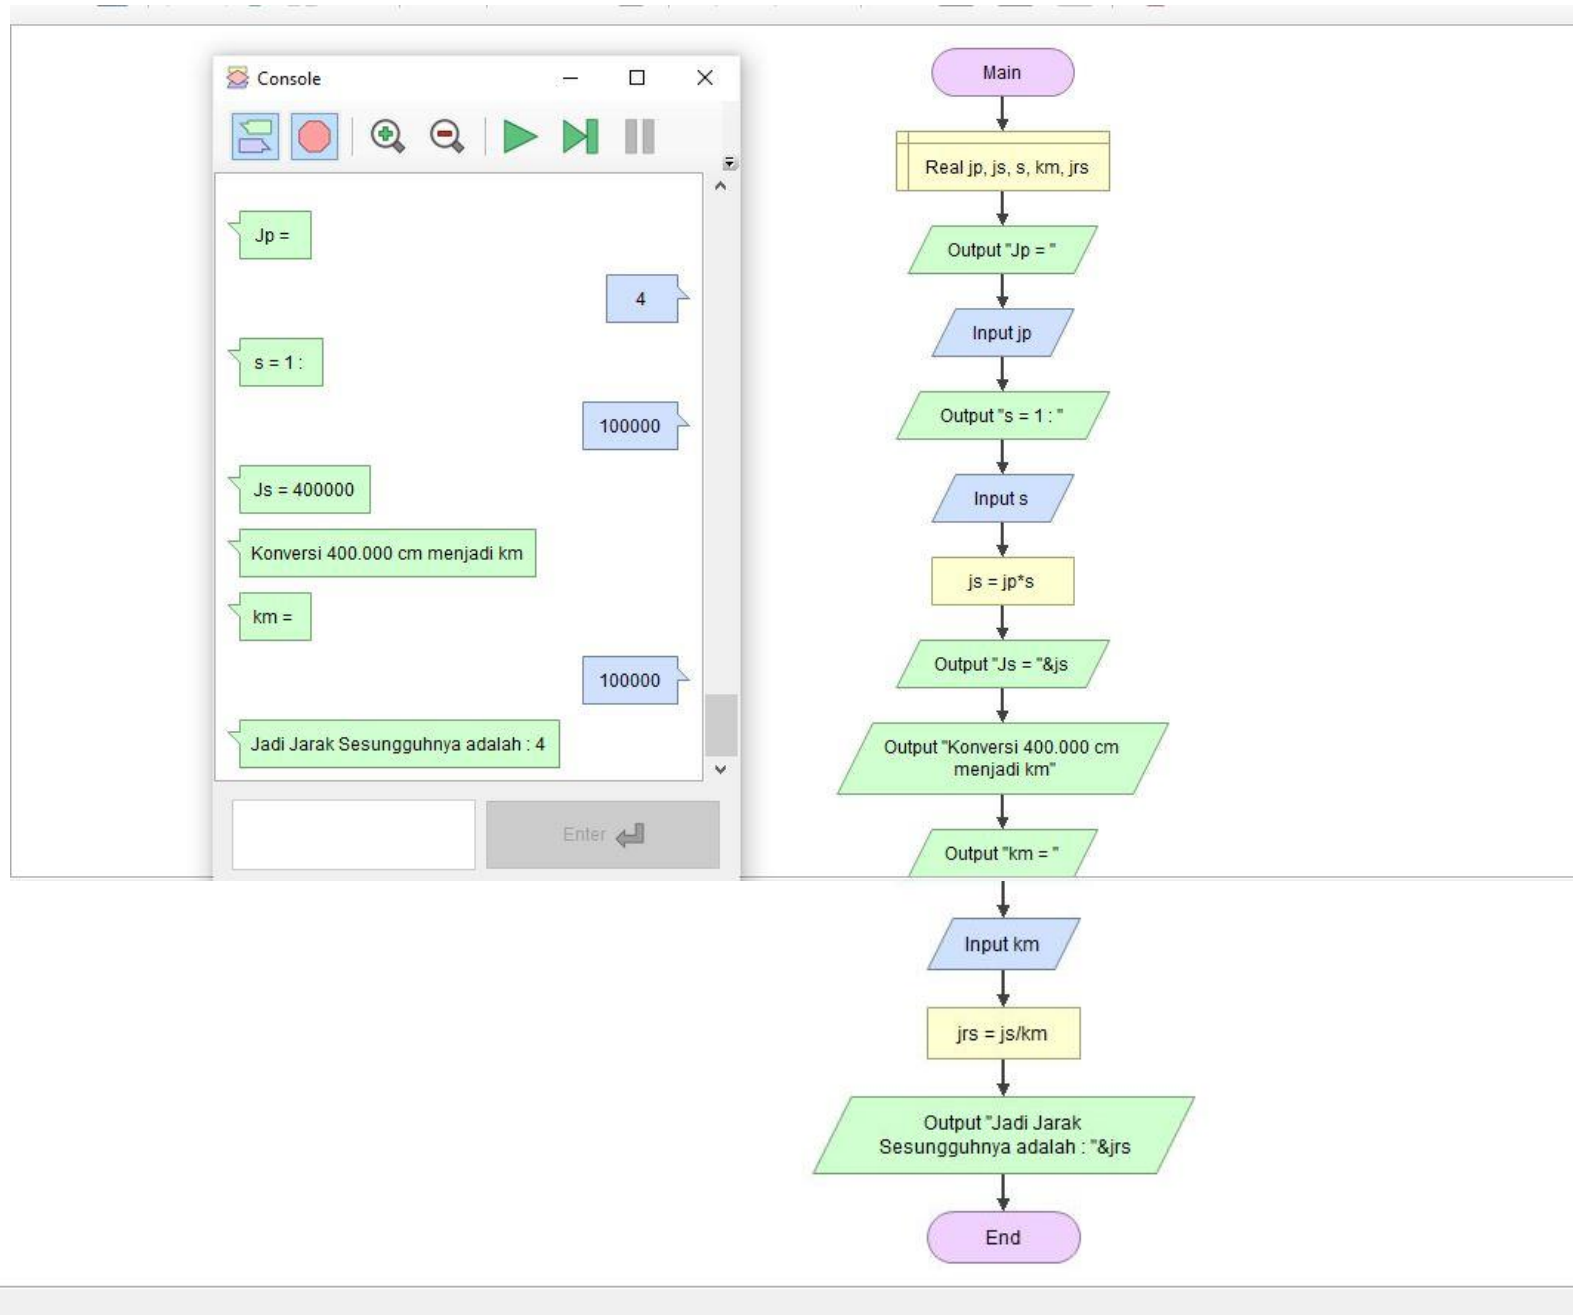 Console
Jp =
4
s = 1 :
100000
Js = 400000
Konversi 400.000 cm menjadi km
km =
100000
Jadi Jarak Sesungguhnya adalah : 4
Enter
Main
Real jp, js, s, km, jrs
Output "Jp = "
Input jp
Output "s = 1 : "
Input s
js = jp*s
Output "Js = "&js
Output "Konversi 400.000 cm
menjadi km"
Output "km = "
Input km
jrs = js/km
Output "Jadi Jarak
Sesungguhnya adalah : "&jrs
End